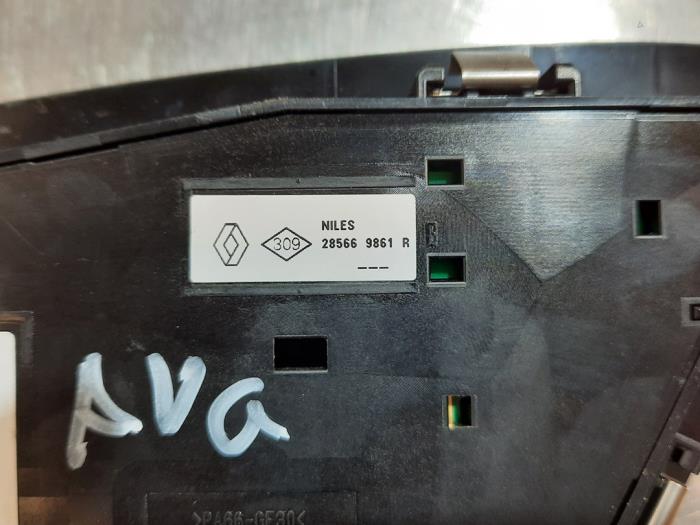 NILES
309
28566 9861 R
---
AVG
>PA66-GF30<